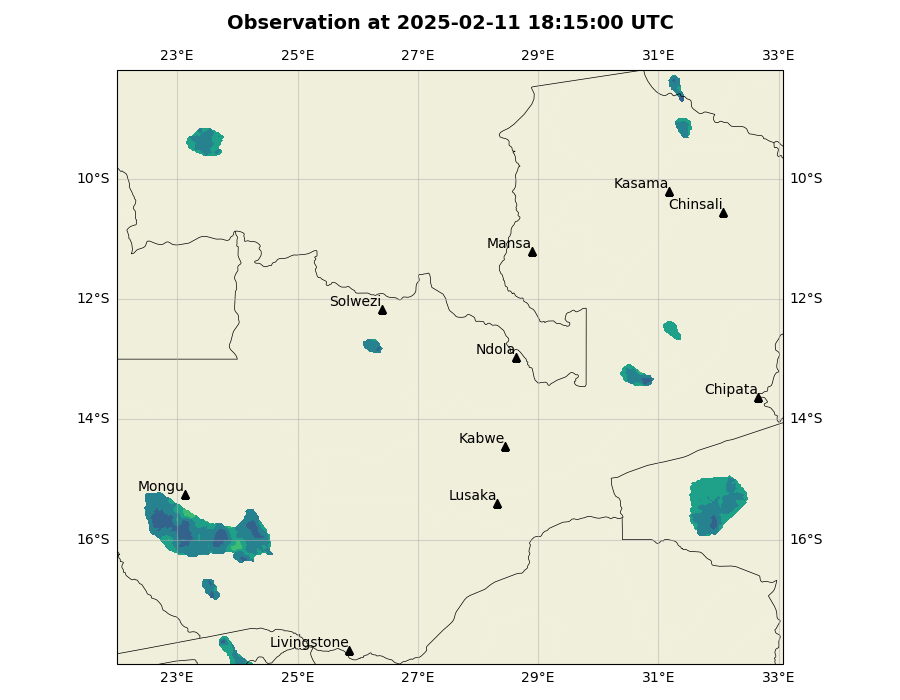 Observation at 2025-02-11 18:15:00 UTC
23°E 25°E 27°E 29°E 31°E 33°E
10°S 10°S
Kasama
Chinsali
Mansa
12°S 12°S
Solwezi
Ndola
Chipata
14°S 14°S
Kabwe
Mongu
Lusaka
16°S 16°S
Livingstone
23°E 25°E 27°E 29°E 31°E 33°E